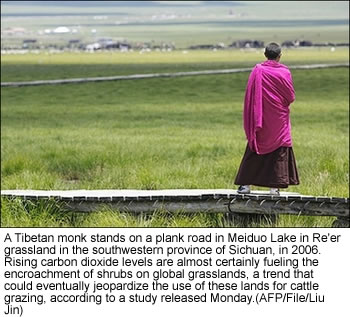 A Tibetan monk stands on a plank road in Meiduo Lake in Re'er
grassland in the southwestern province of Sichuan, in 2006.
Rising carbon dioxide levels are almost certainly fueling the
encroachment of shrubs on global grasslands, a trend that
could eventually jeopardize the use of these lands for cattle
grazing, according to a study released Monday.(AFP/File/Liu
Jin)